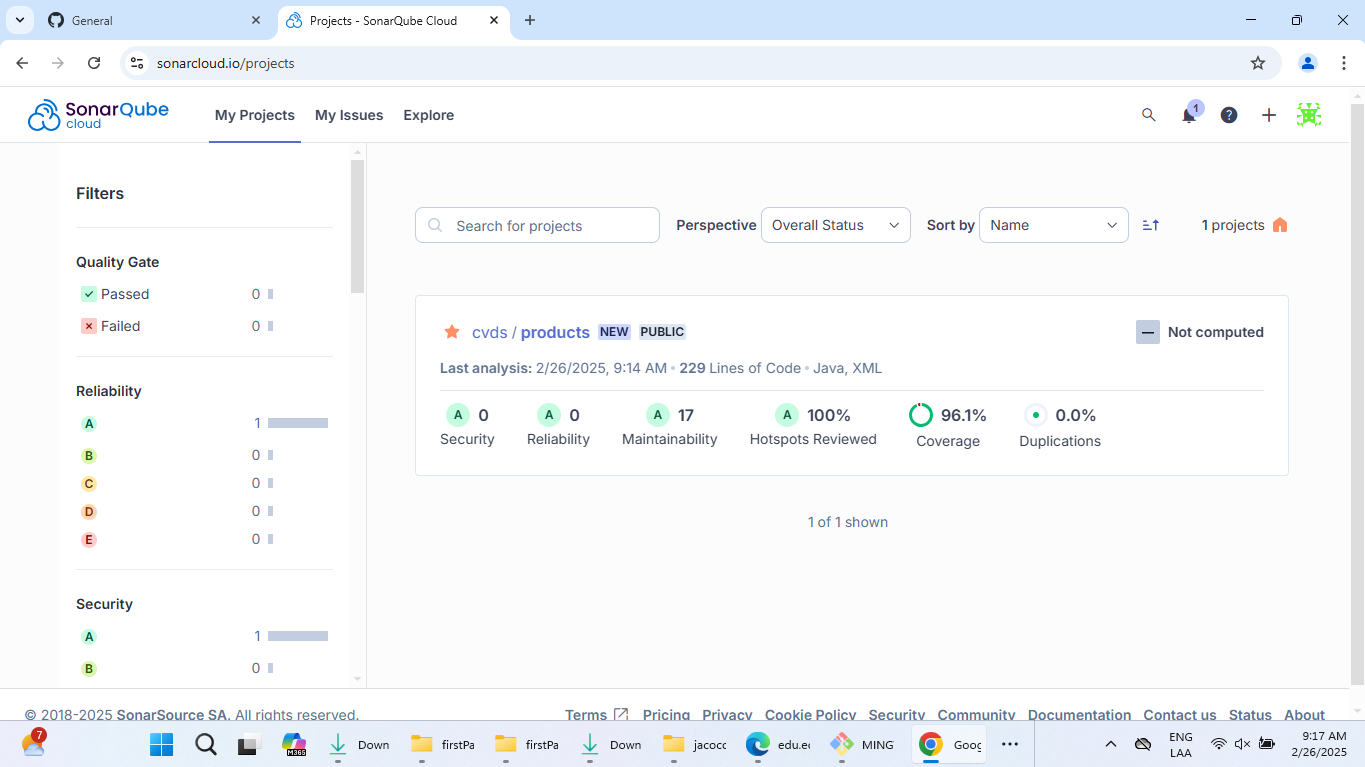 General
Projects - SonarQube Cloud
sonarcloud.io/projects
SonarQube cloud
My Projects
My Issues
Explore
1
?
Filters
Quality Gate
Passed 0
Failed 0
Reliability
A 1
B 0
C 0
D 0
E 0
Security
A 1
B 0
Search for projects
Perspective Overall Status
Sort by Name
1 projects
cvds / products NEW PUBLIC
Not computed
Last analysis: 2/26/2025, 9:14 AM • 229 Lines of Code • Java, XML
A 0 A 0 A 17 A 100% 96.1% 0.0%
Security Reliability Maintainability Hotspots Reviewed Coverage Duplications
1 of 1 shown
© 2018-2025 SonarSource SA. All rights reserved.
Terms Pricing Privacy Cookie Policy Security Community Documentation Contact us Status About
7
M365
Down
firstPa
firstPa
Down
jacoco
edu.e
MING
Goog
ENG
LAA
9:17 AM
2/26/2025